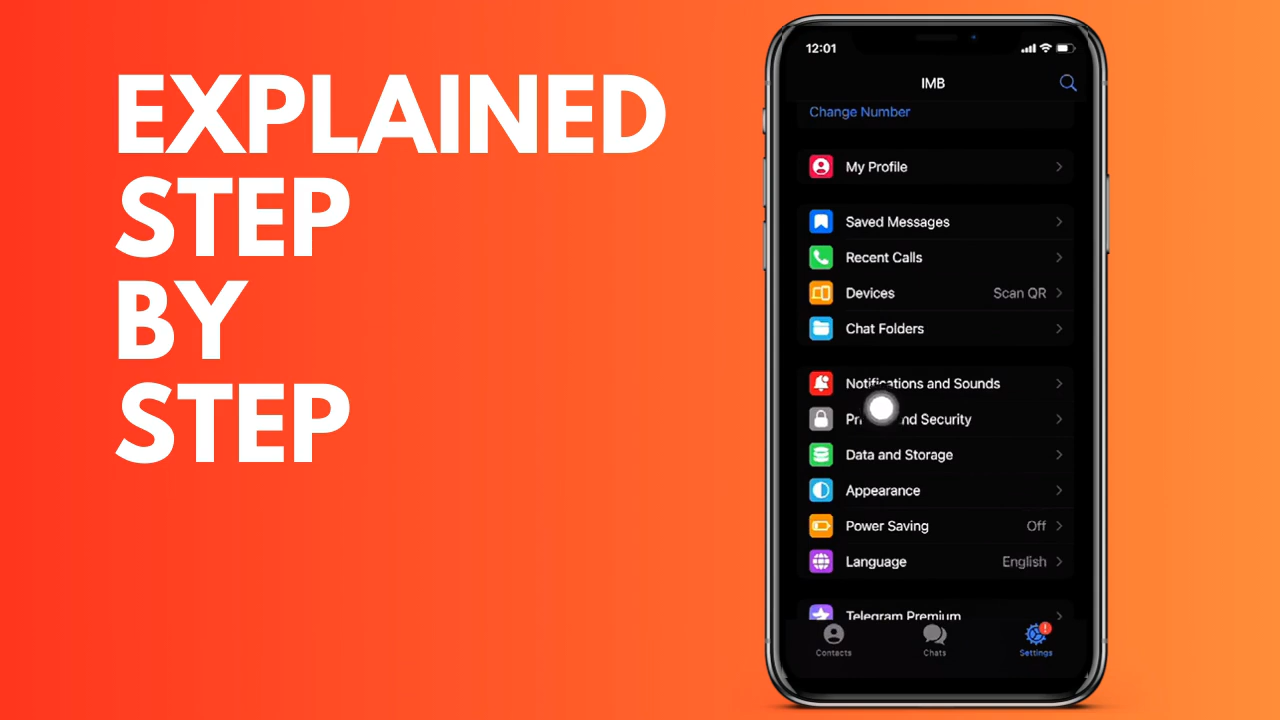 EXPLAINED
STEP
BY
STEP
12:01
IMB
Change Number
My Profile
Saved Messages
Recent Calls
Devices Scan QR
Chat Folders
Notifications and Sounds
and Security
Data and Storage
Appearance
Power Saving Off
Language English
Telegram Premium
Contacts Chats Settings